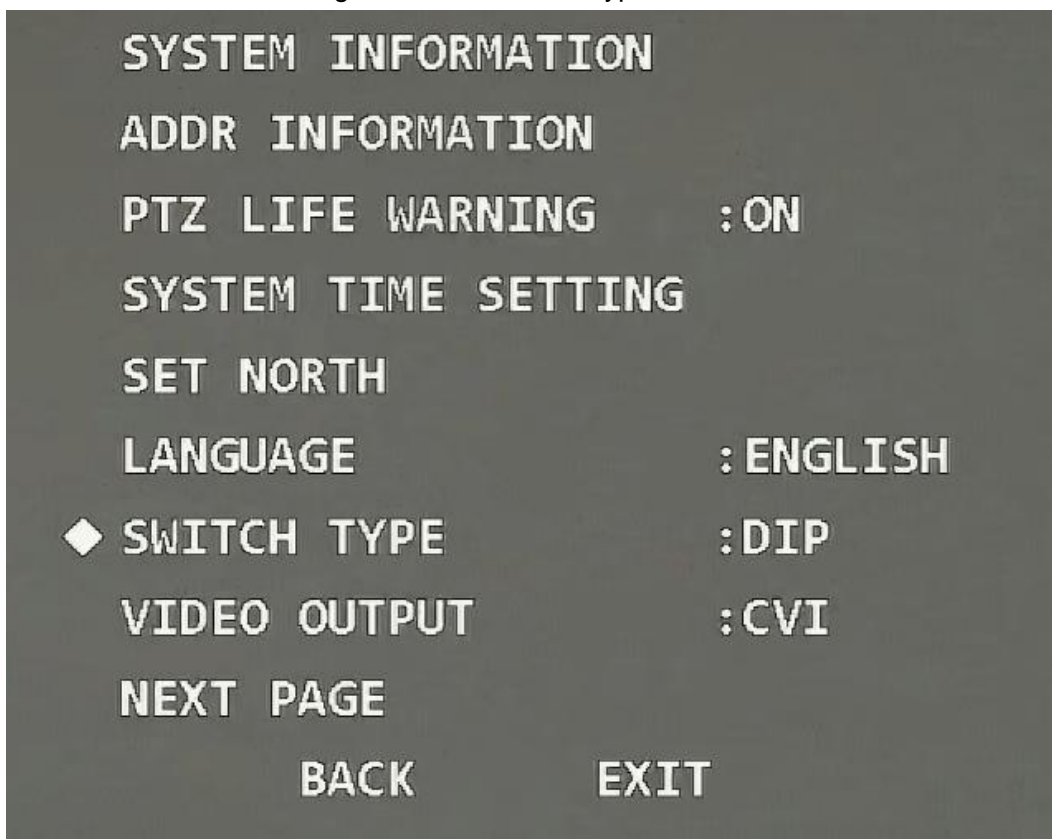 SYSTEM INFORMATION
ADDR INFORMATION
PTZ LIFE WARNING :ON
SYSTEM TIME SETTING
SET NORTH
LANGUAGE :ENGLISH
SWITCH TYPE :DIP
VIDEO OUTPUT :CVI
NEXT PAGE
BACK EXIT